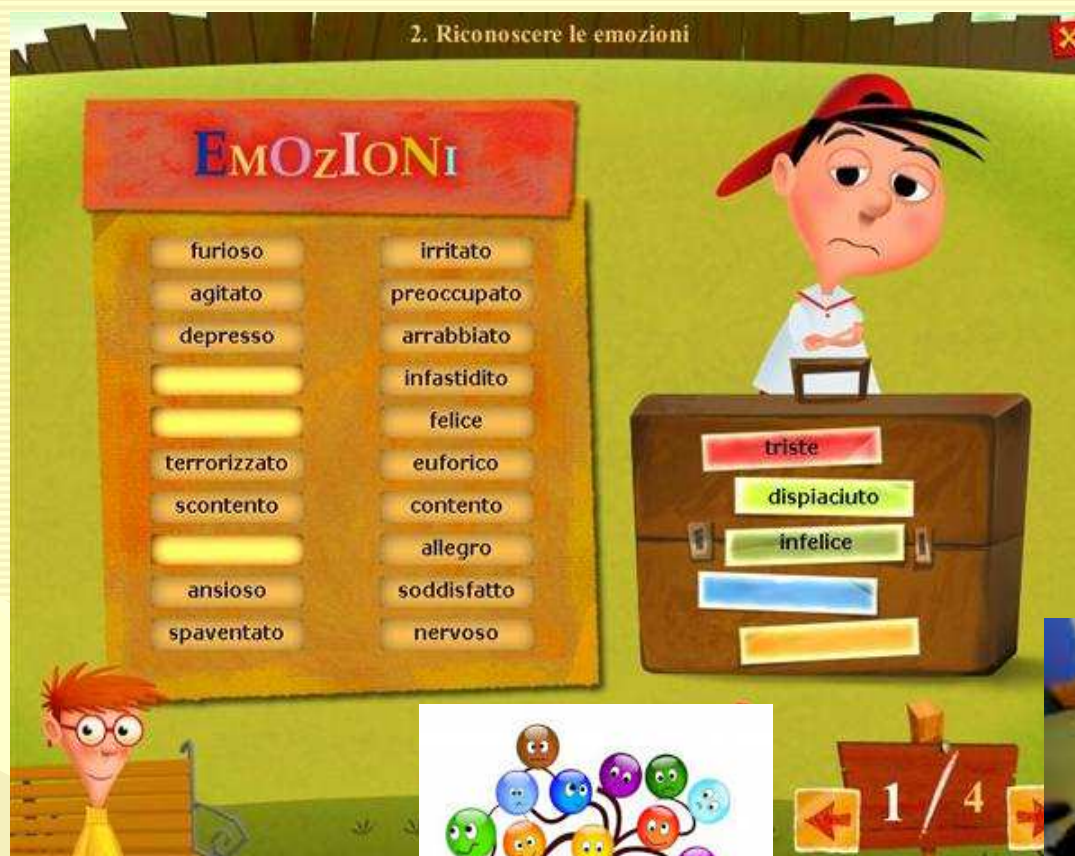 2. Riconoscere le emozioni
EMOZIONI
furioso
agitato
depresso
terrorizzato
scontento
ansioso
spaventato
irritato
preoccupato
arrabbiato
infastidito
felice
euforico
contento
allegro
soddisfatto
nervoso
triste
dispiaciuto
infelice
1 / 4